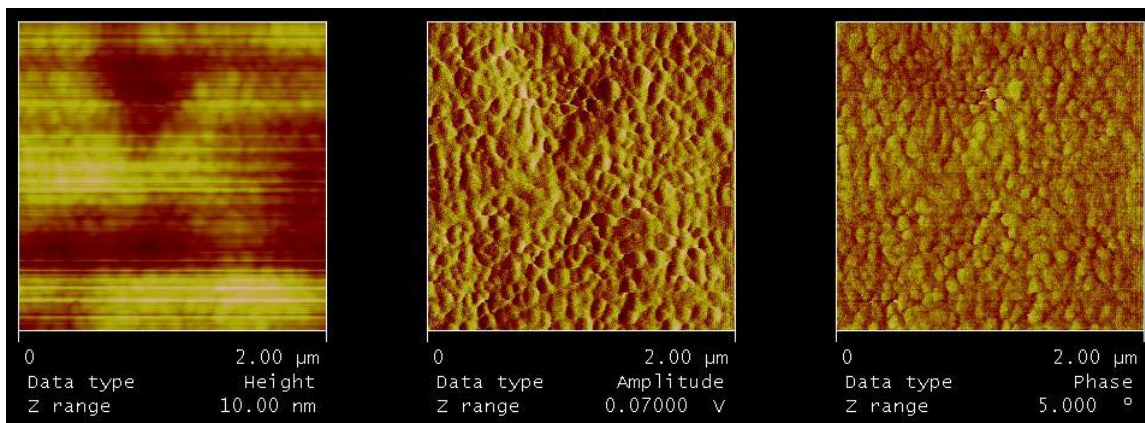 0 2.00 µm
Data type Height
Z range 10.00 nm
0 2.00 µm
Data type Amplitude
Z range 0.07000 V
0 2.00 µm
Data type Phase
Z range 5.000 º